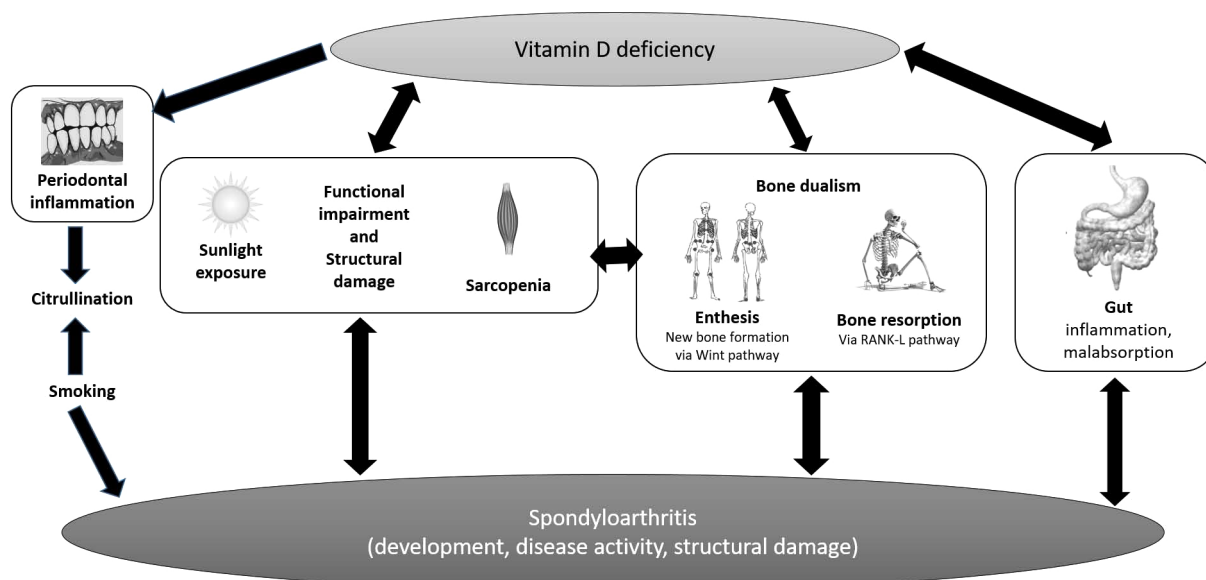 Vitamin D deficiency
Periodontal
inflammation
Citrullination
Smoking
Sunlight
exposure
Functional
impairment
and
Structural
damage
Sarcopenia
Bone dualism
Enthesis
New bone formation
via Wint pathway
Bone resorption
Via RANK-L pathway
Gut
inflammation,
malabsorption
Spondyloarthritis
(development, disease activity, structural damage)